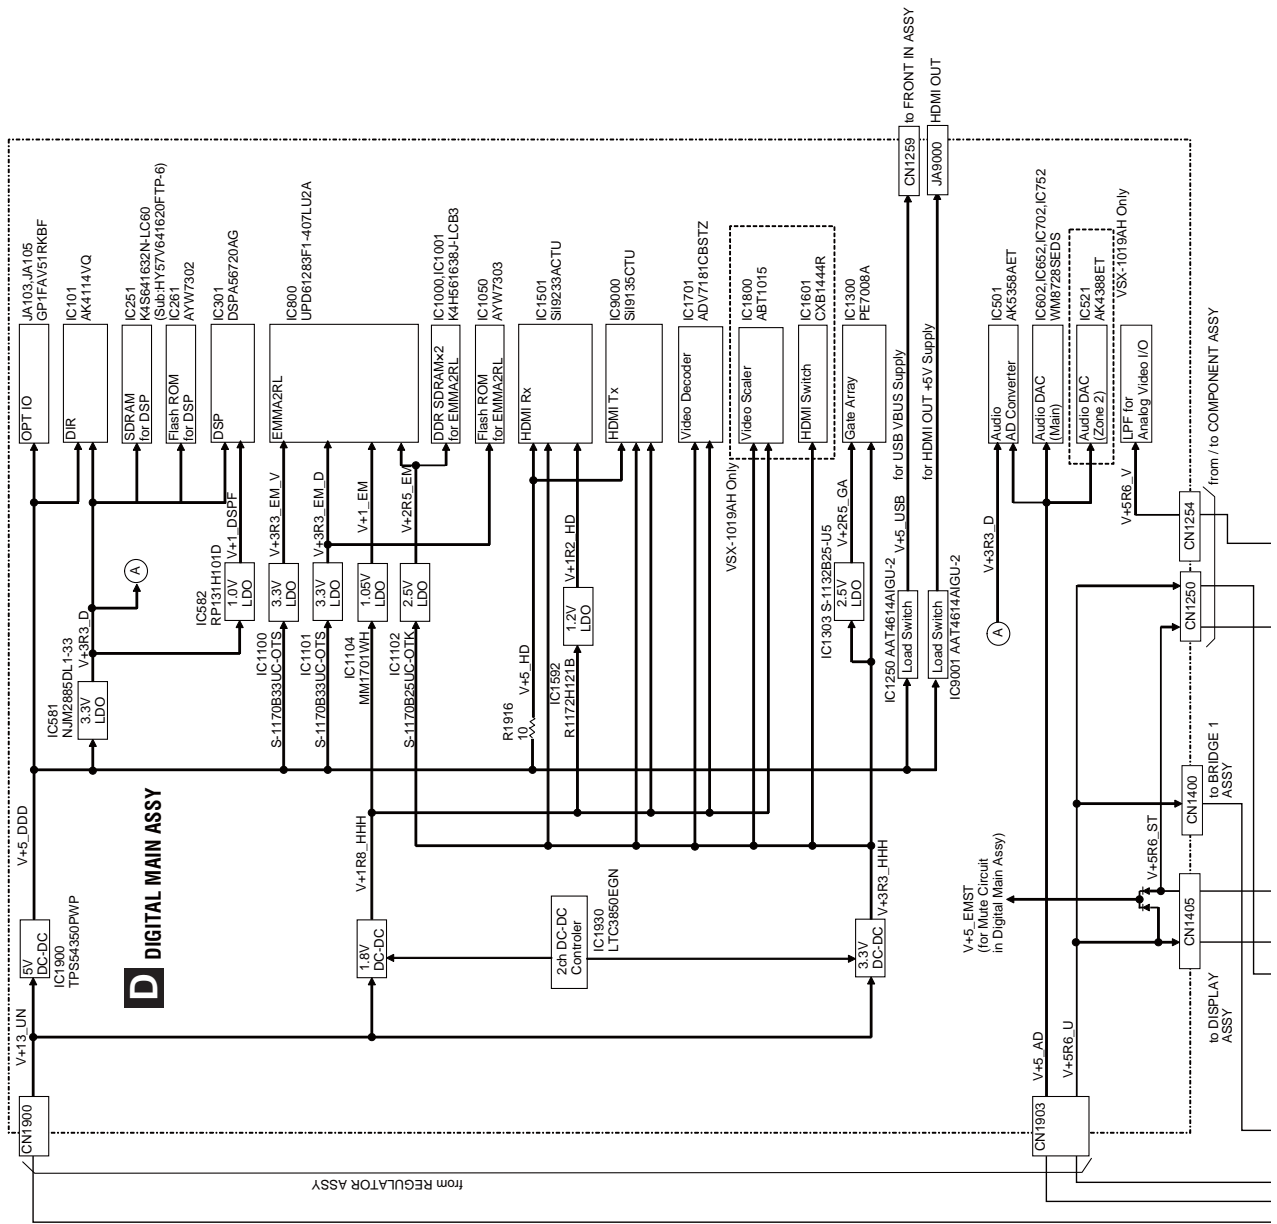 CN1900
V+13_UN
5V
DC-DC
IC1900
TPS54350PWP
V+5_DDD
D DIGITAL MAIN ASSY
IC581
NJM2885DL1-33
3.3V
LDO
V+3R3_D
A
IC582
RP131H101D
1.0V
LDO
V+1_DSPF
OPT IO
JA103,JA105
GP1FAV51RKBF
DIR
IC101
AK4114VQ
SDRAM
for DSP
IC251
K4S641632N-LC60
(Sub:HY57V641620FTP-6)
Flash ROM
for DSP
IC261
AYW7302
DSP
IC301
DSPA56720AG
IC1100
S-1170B33UC-OTS
3.3V
LDO
V+3R3_EM_V
IC1101
S-1170B33UC-OTS
3.3V
LDO
V+3R3_EM_D
IC1104
MM1701WH
1.05V
LDO
V+1_EM
IC1102
S-1170B25UC-OTK
2.5V
LDO
V+2R5_EM
EMMA2RL
IC800
UPD61283F1-407LU2A
DDR SDRAMx2
for EMMA2RL
IC1000,IC1001
K4H561638J-LCB3
Flash ROM
for EMMA2RL
IC1050
AYW7303
1.8V
DC-DC
V+1R8_HHH
2ch DC-DC
Controler
IC1930
LTC3850EGN
3.3V
DC-DC
V+3R3_HHH
R1916
10
V+5_HD
IC1592
R1172H121B
1.2V
LDO
V+1R2_HD
HDMI Rx
IC1501
SiI9233ACTU
HDMI Tx
IC9000
SiI9135CTU
Video Decoder
IC1701
ADV7181CBSTZ
VSX-1019AH Only
Video Scaler
IC1800
ABT1015
HDMI Switch
IC1601
CXB1444R
IC1303 S-1132B25-U5
2.5V
LDO
V+2R5_GA
Gate Array
IC1300
PE7008A
IC1250 AAT4614AIGU-2
Load Switch
V+5_USB
for USB VBUS Supply
CN1259
to FRONT IN ASSY
Load Switch
IC9001 AAT4614AIGU-2
for HDMI OUT +5V Supply
JA9000
HDMI OUT
V+5_EMST
(for Mute Circuit
in Digital Main Assy)
A
V+3R3_D
Audio
AD Converter
IC501
AK5358AET
Audio DAC
(Main)
IC602,IC652,IC702,IC752
WM8728SEDS
Audio DAC
(Zone 2)
IC521
AK4388ET
VSX-1019AH Only
LPF for
Analog Video I/O
V+5R6_V
CN1903
V+5_AD
V+5R6_U
V+5R6_ST
CN1405
to DISPLAY
ASSY
CN1400
to BRIDGE 1
ASSY
CN1250
CN1254
from / to COMPONENT ASSY
from REGULATOR ASSY